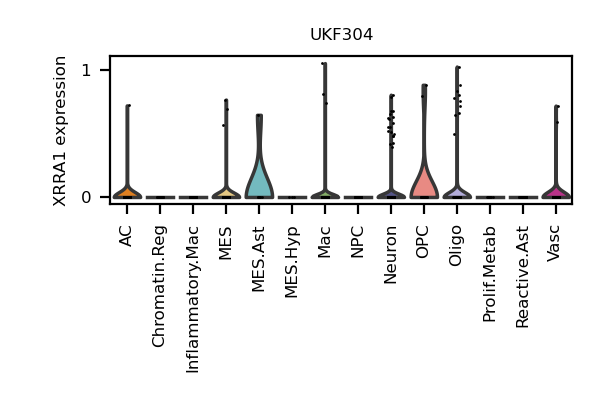 UKF304
XRRA1 expression
1
0
AC
Chromatin.Reg
Inflammatory.Mac
MES
MES.Ast
MES.Hyp
Mac
NPC
Neuron
OPC
Oligo
Prolif.Metab
Reactive.Ast
Vasc